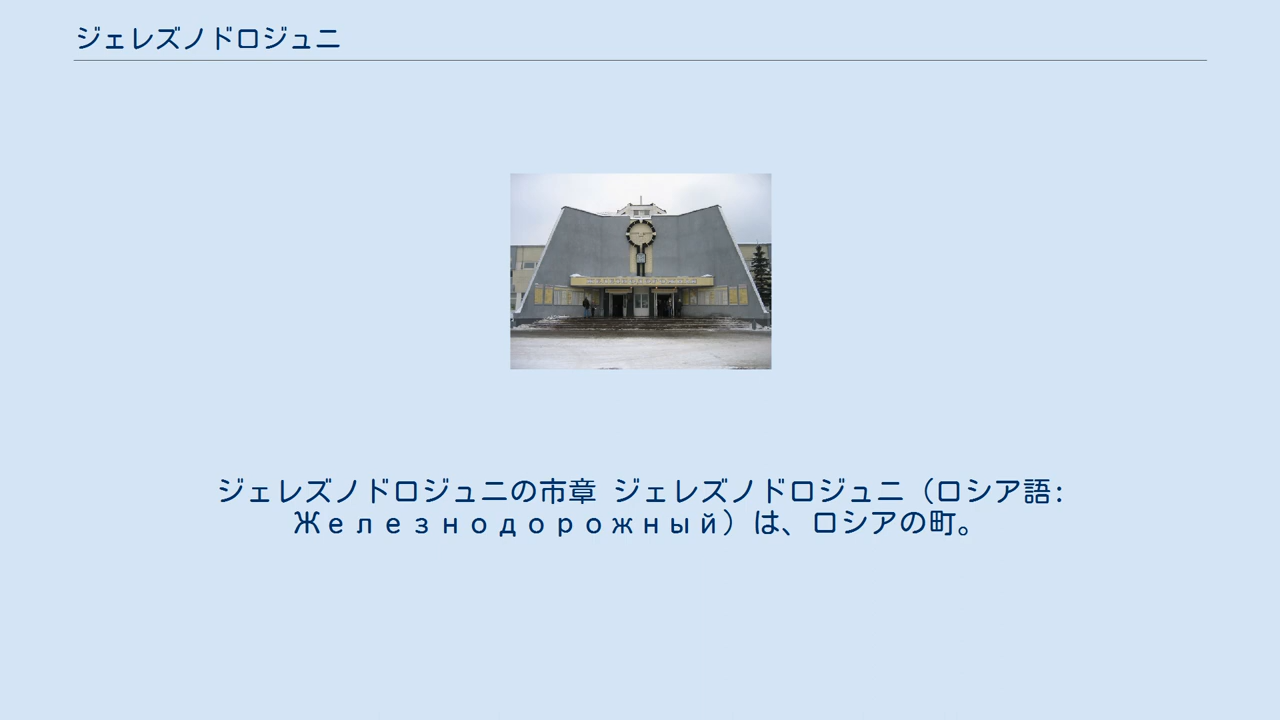 ジェレズノドロジュニ
ジェレズノドロジュニの市章 ジェレズノドロジュニ（ロシア語:
Железнодорожный）は、ロシアの町。